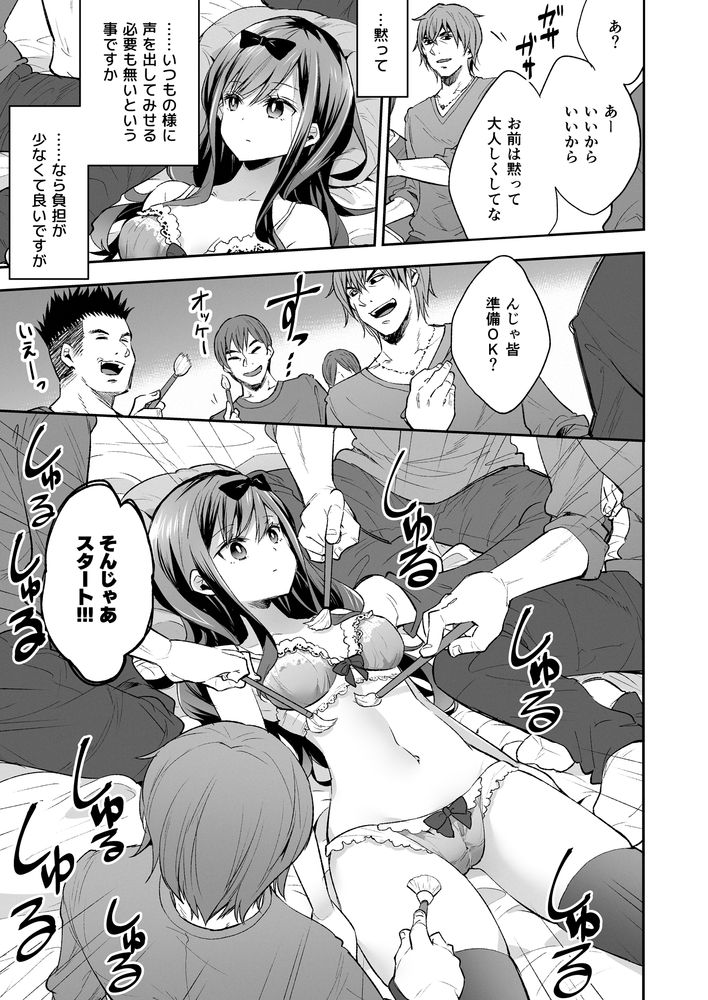 あ?
ガサ
ガサ
あー
いいから
いいから
お前は黙って
大人しくしてな
…黙って
……いつもの様に
声を出してみせる
必要も無いという
事ですか
……なら負担が
少なくて良いですが
んじゃ皆
準備OK?
すっ…
オッケー
いえーっ
そんじゃあ
スタート!!!
しゅる
しゅる
しゅる
しゅる
しゅる
しゅる
しゅる
しゅる